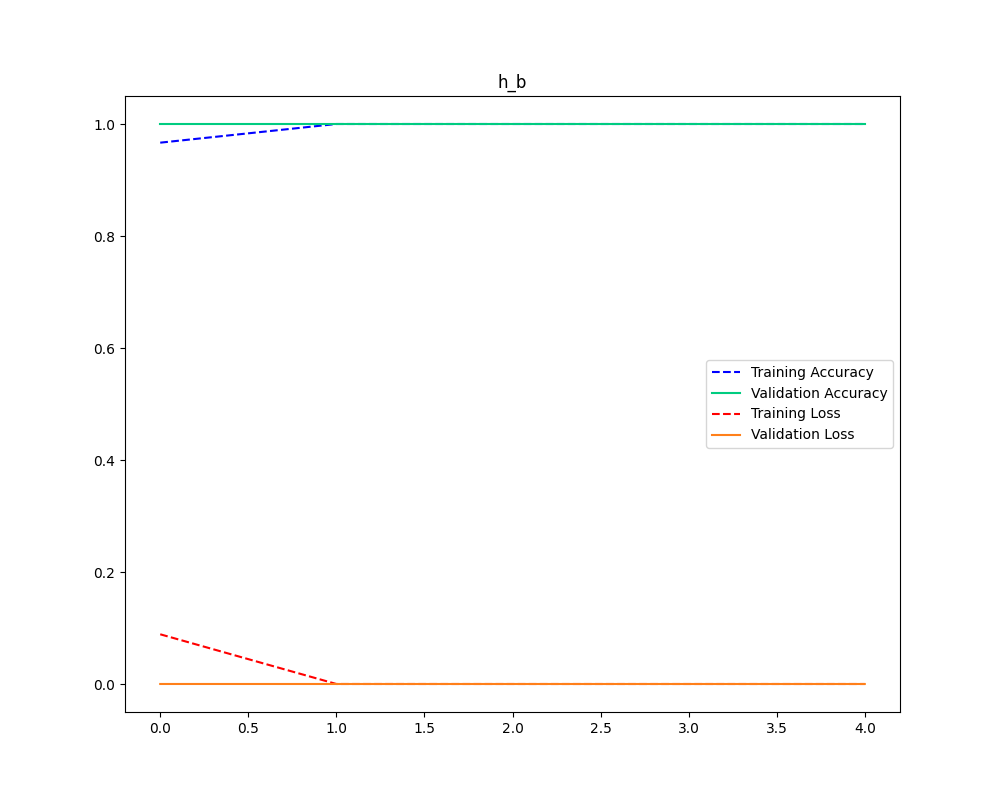 h_b
1.0
0.8
0.6
0.4
0.2
0.0
Training Accuracy
Validation Accuracy
Training Loss
Validation Loss
0.0 0.5 1.0 1.5 2.0 2.5 3.0 3.5 4.0